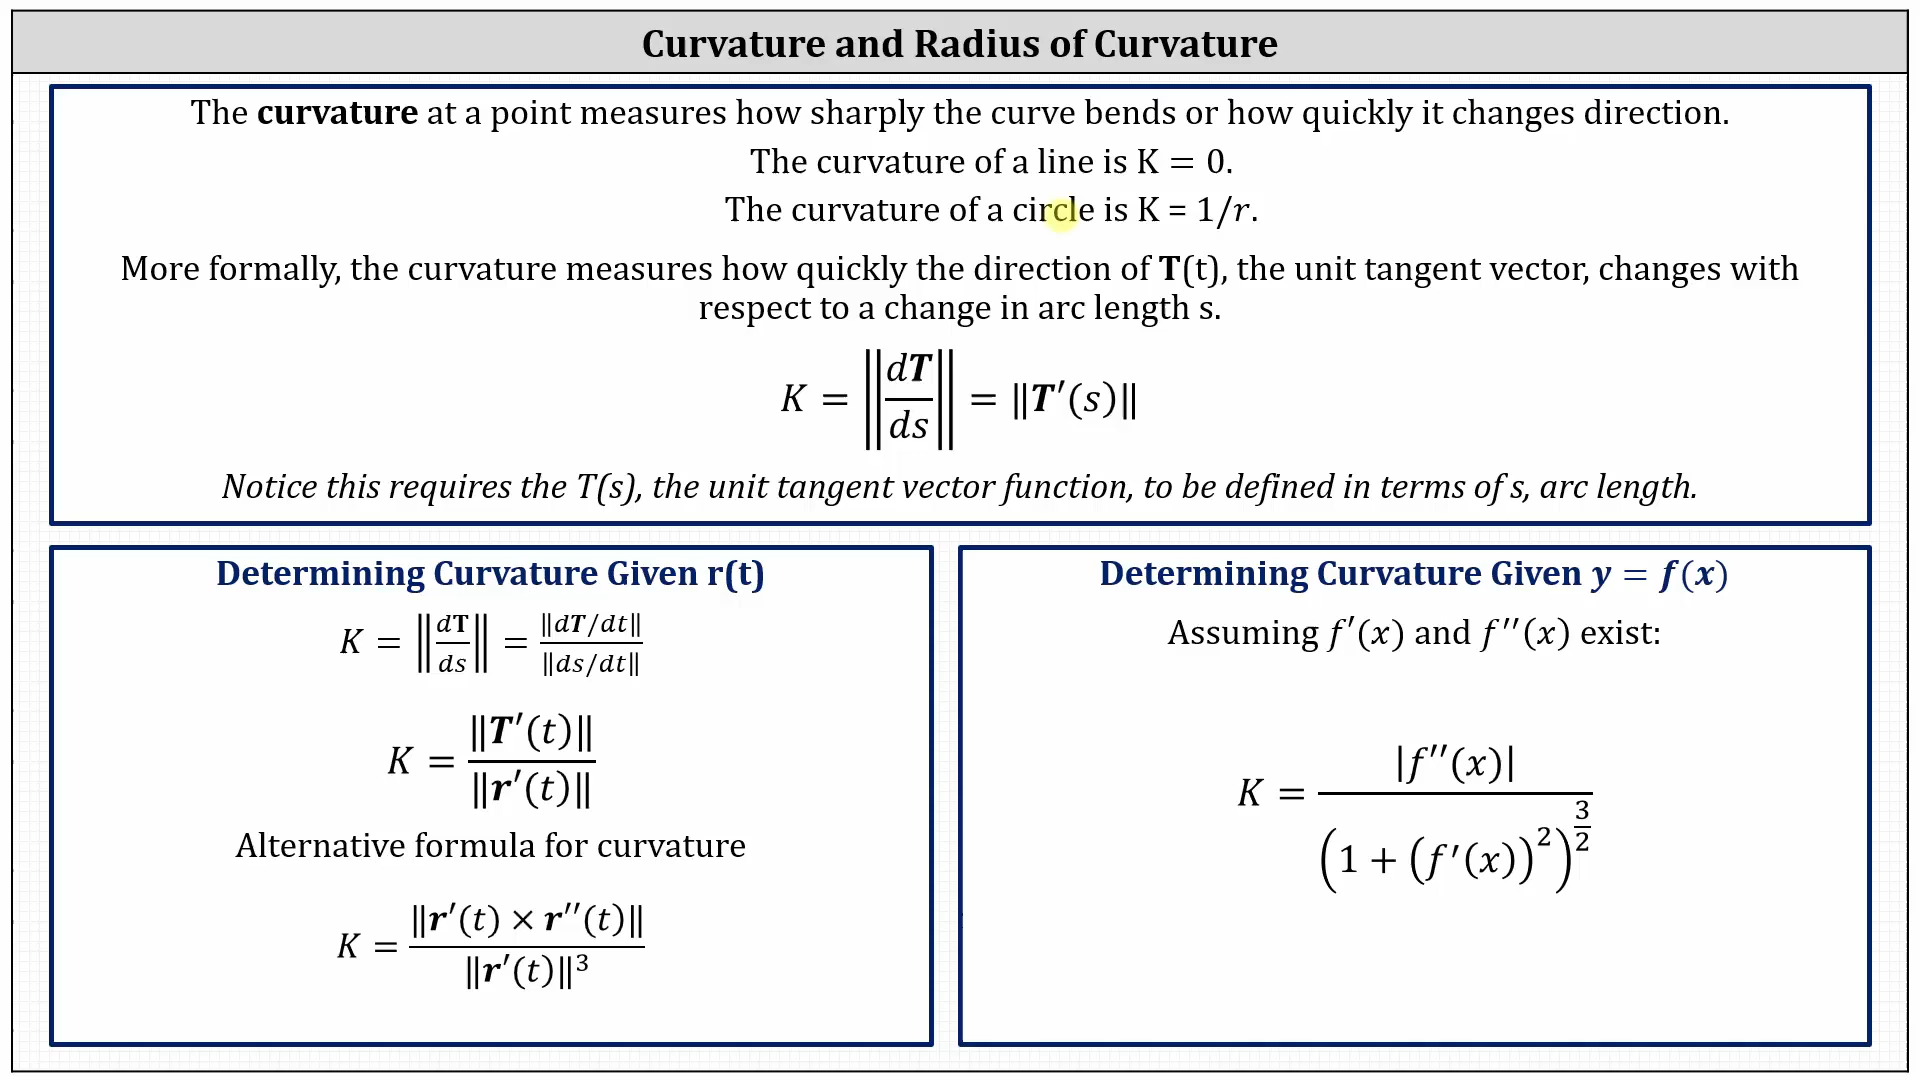 Curvature and Radius of Curvature
The curvature at a point measures how sharply the curve bends or how quickly it changes direction.
The curvature of a line is K = 0.
The curvature of a circle is K = 1/r.
More formally, the curvature measures how quickly the direction of T(t), the unit tangent vector, changes with
respect to a change in arc length s.
K = ‖dT/ds‖ = ‖T′(s)‖
Notice this requires the T(s), the unit tangent vector function, to be defined in terms of s, arc length.
Determining Curvature Given r(t)
K = ‖dT/ds‖ = ‖dT/dt‖ / ‖ds/dt‖
K = ‖T′(t)‖ / ‖r′(t)‖
Alternative formula for curvature
K = ‖r′(t) × r′′(t)‖ / ‖r′(t)‖³
Determining Curvature Given y = f(x)
Assuming f′(x) and f′′(x) exist:
K = |f′′(x)| / (1 + (f′(x))²)^(3/2)